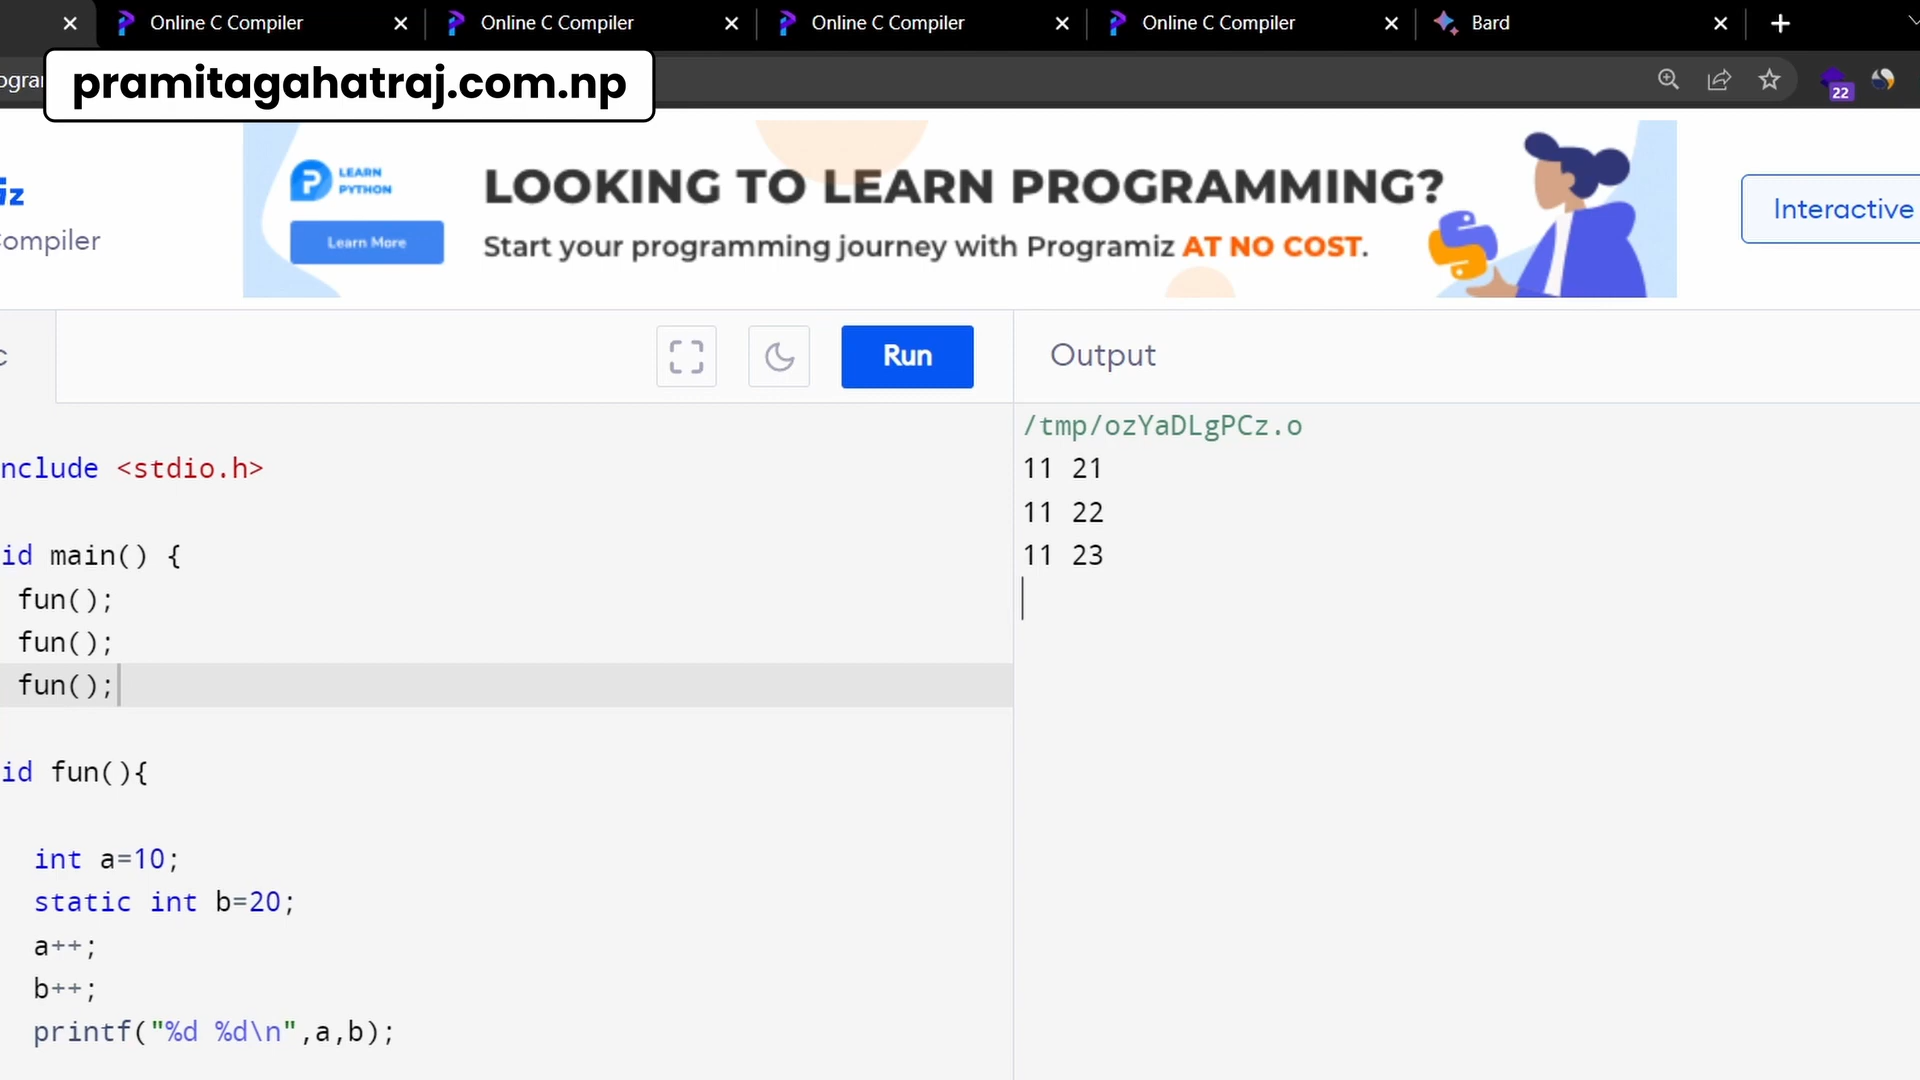 Online C Compiler
Online C Compiler
Online C Compiler
Online C Compiler
Bard
ogram
pramitagahatraj.com.np
22
LEARN
PYTHON
Learn More
LOOKING TO LEARN PROGRAMMING?
Start your programming journey with Programiz AT NO COST.
iz
ompiler
Interactive
c
Run
Output
/tmp/ozYaDLgPCz.o
11 21
11 22
11 23
nclude <stdio.h>
id main() {
fun();
fun();
fun();
id fun(){
int a=10;
static int b=20;
a++;
b++;
printf("%d %d\n",a,b);